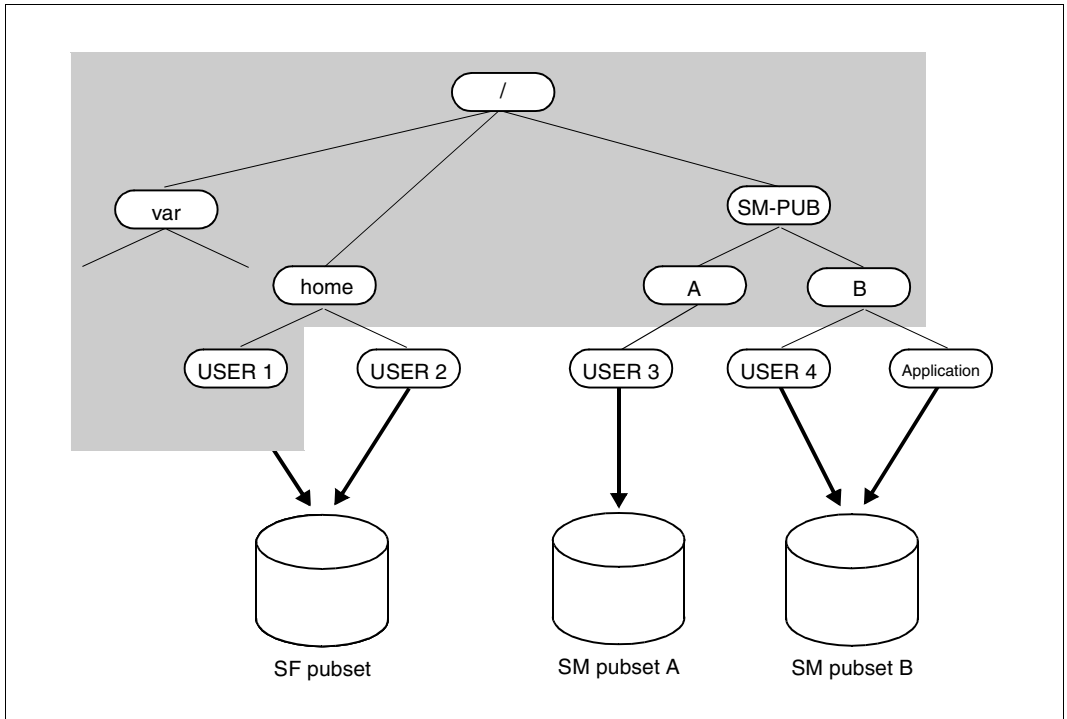 /
var
SM-PUB
home
A
B
USER 1
USER 2
USER 3
USER 4
Application
SF pubset
SM pubset A
SM pubset B